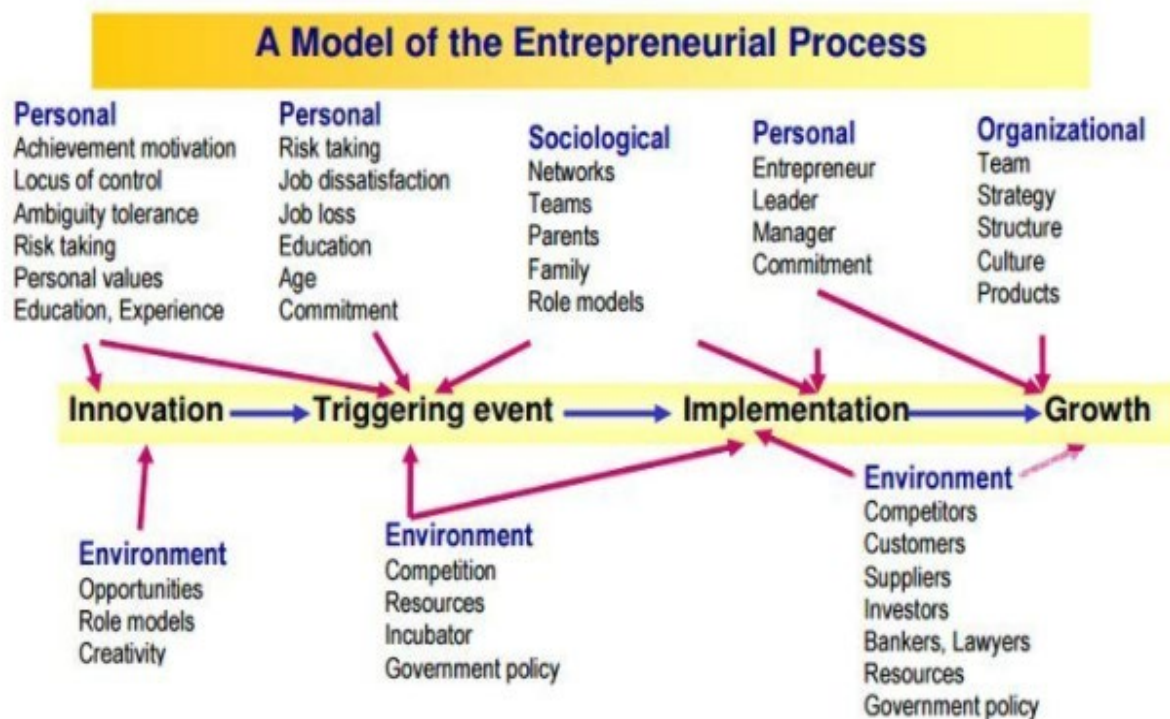 A Model of the Entrepreneurial Process
Personal
Achievement motivation
Locus of control
Ambiguity tolerance
Risk taking
Personal values
Education, Experience
Personal
Risk taking
Job dissatisfaction
Job loss
Education
Age
Commitment
Sociological
Networks
Teams
Parents
Family
Role models
Personal
Entrepreneur
Leader
Manager
Commitment
Organizational
Team
Strategy
Structure
Culture
Products
Innovation
Triggering event
Implementation
Growth
Environment
Opportunities
Role models
Creativity
Environment
Competition
Resources
Incubator
Government policy
Environment
Competitors
Customers
Suppliers
Investors
Bankers, Lawyers
Resources
Government policy